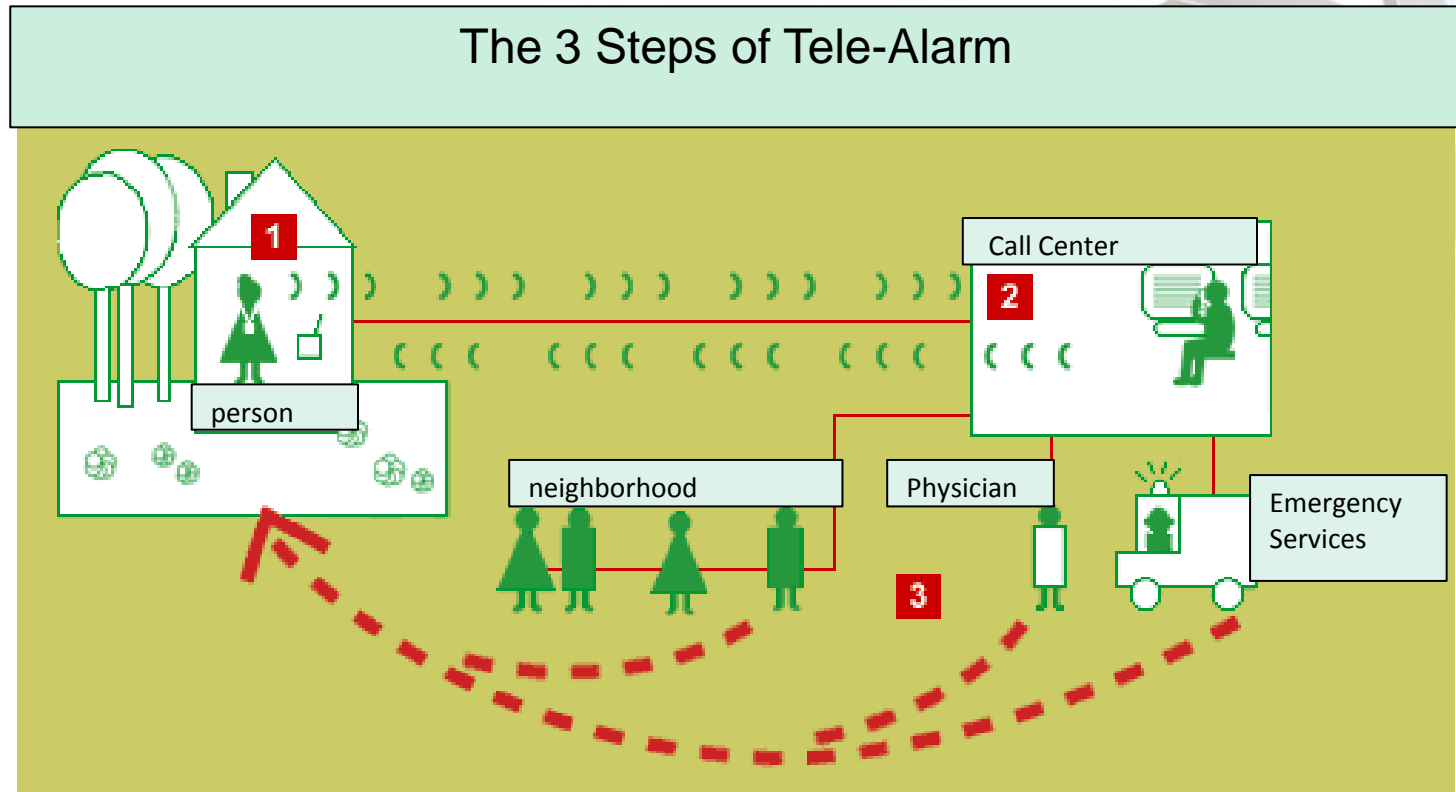 The 3 Steps of Tele-Alarm
1
Call Center
2
person
neighborhood
Physician
Emergency
Services
3